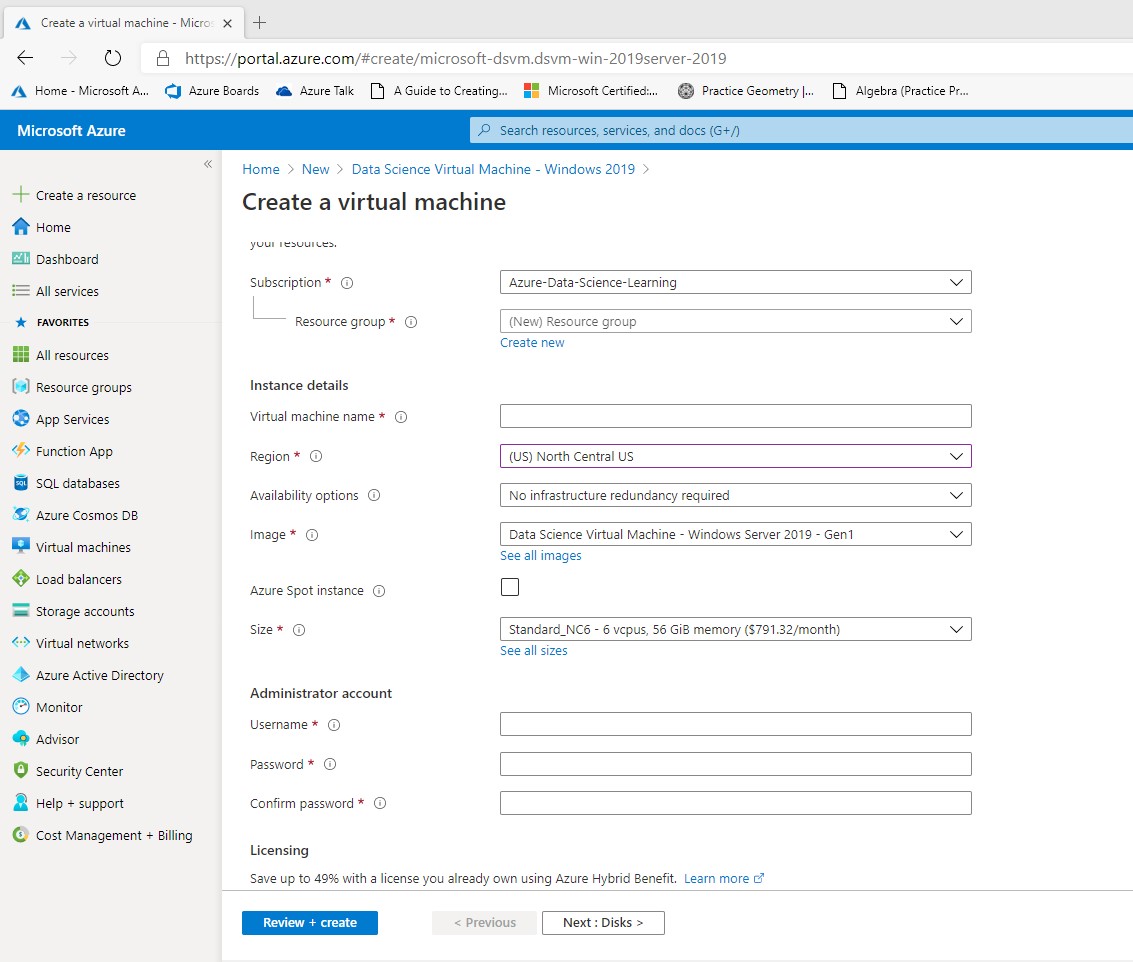 Create a virtual machine - Micros
https://portal.azure.com/#create/microsoft-dsvm.dsvm-win-2019server-2019
Home - Microsoft A... Azure Boards Azure Talk A Guide to Creating... Microsoft Certified:... Practice Geometry |... Algebra (Practice Pr...
Microsoft Azure
Search resources, services, and docs (G+/)
«
Create a resource
Home
Dashboard
All services
FAVORITES
All resources
Resource groups
App Services
Function App
SQL databases
Azure Cosmos DB
Virtual machines
Load balancers
Storage accounts
Virtual networks
Azure Active Directory
Monitor
Advisor
Security Center
Help + support
Cost Management + Billing
Home > New > Data Science Virtual Machine - Windows 2019 >
Create a virtual machine
your resources.
Subscription *
Azure-Data-Science-Learning
Resource group *
(New) Resource group
Create new
Instance details
Virtual machine name *
Region *
(US) North Central US
Availability options
No infrastructure redundancy required
Image *
Data Science Virtual Machine - Windows Server 2019 - Gen1
See all images
Azure Spot instance
Size *
Standard_NC6 - 6 vcpus, 56 GiB memory ($791.32/month)
See all sizes
Administrator account
Username *
Password *
Confirm password *
Licensing
Save up to 49% with a license you already own using Azure Hybrid Benefit. Learn more
Review + create
< Previous
Next : Disks >